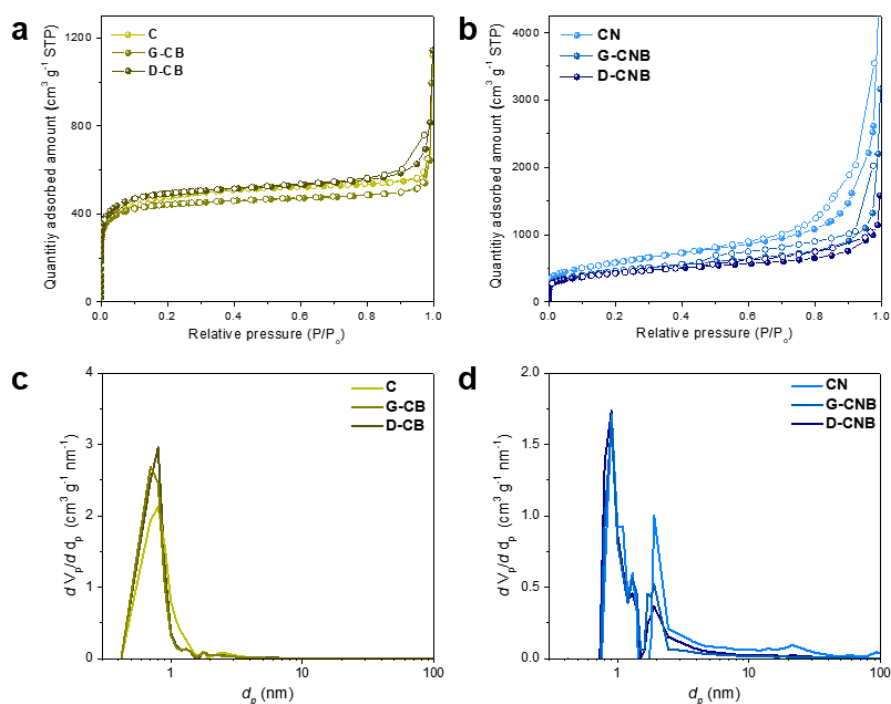 a
C
G-CB
D-CB
1200
800
400
0
0.0 0.2 0.4 0.6 0.8 1.0
Quantitiy adsorbed amount (cm³ g⁻¹ STP)
Relative pressure (P/Pₒ)
b
CN
G-CNB
D-CNB
4000
3000
2000
1000
0
0.0 0.2 0.4 0.6 0.8 1.0
Quantity adsorbed amount (cm³ g⁻¹ STP)
Relative pressure (P/Pₒ)
c
C
G-CB
D-CB
4
3
2
1
0
1 10 100
d Vₚ/d dₚ (cm³ g⁻¹ nm⁻¹)
dₚ (nm)
d
CN
G-CNB
D-CNB
2.0
1.5
1.0
0.5
0.0
1 10 100
d Vₚ/d dₚ (cm³ g⁻¹ nm⁻¹)
dₚ (nm)